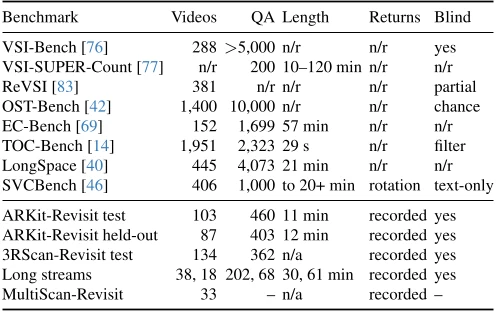 Benchmark Videos QA Length Returns Blind
VSI-Bench [76] 288 >5,000 n/r n/r yes
VSI-SUPER-Count [77] n/r 200 10–120 min n/r n/r
ReVSI [83] 381 n/r n/r n/r partial
OST-Bench [42] 1,400 10,000 n/r n/r chance
EC-Bench [69] 152 1,699 57 min n/r n/r
TOC-Bench [14] 1,951 2,323 29 s n/r filter
LongSpace [40] 445 4,073 21 min n/r n/r
SVCBench [46] 406 1,000 to 20+ min rotation text-only
ARKit-Revisit test 103 460 11 min recorded yes
ARKit-Revisit held-out 87 403 12 min recorded yes
3RScan-Revisit test 134 362 n/a recorded yes
Long streams 38, 18 202, 68 30, 61 min recorded yes
MultiScan-Revisit 33 – n/a recorded –